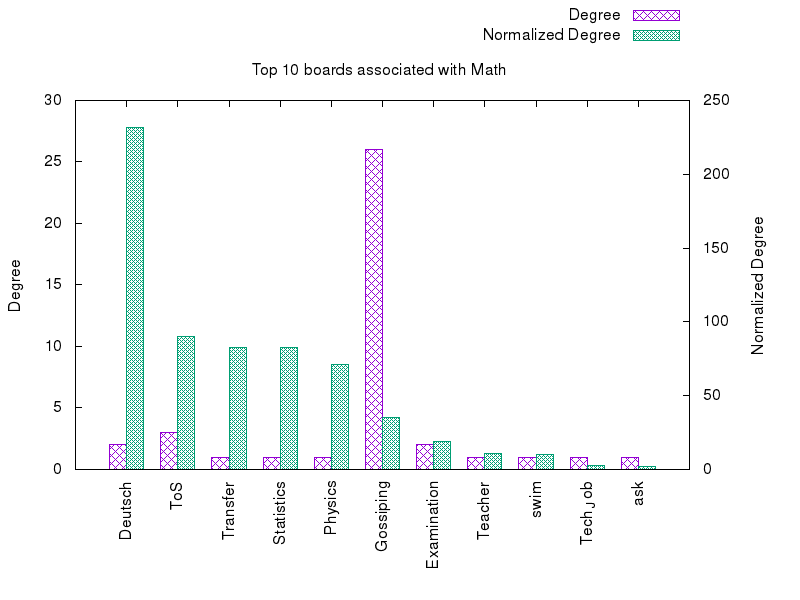 Degree
Normalized Degree
Top 10 boards associated with Math
30
25
20
15
10
5
0
250
200
150
100
50
0
Degree
Normalized Degree
Deutsch
ToS
Transfer
Statistics
Physics
Gossiping
Examination
Teacher
swim
Tech_Job
ask